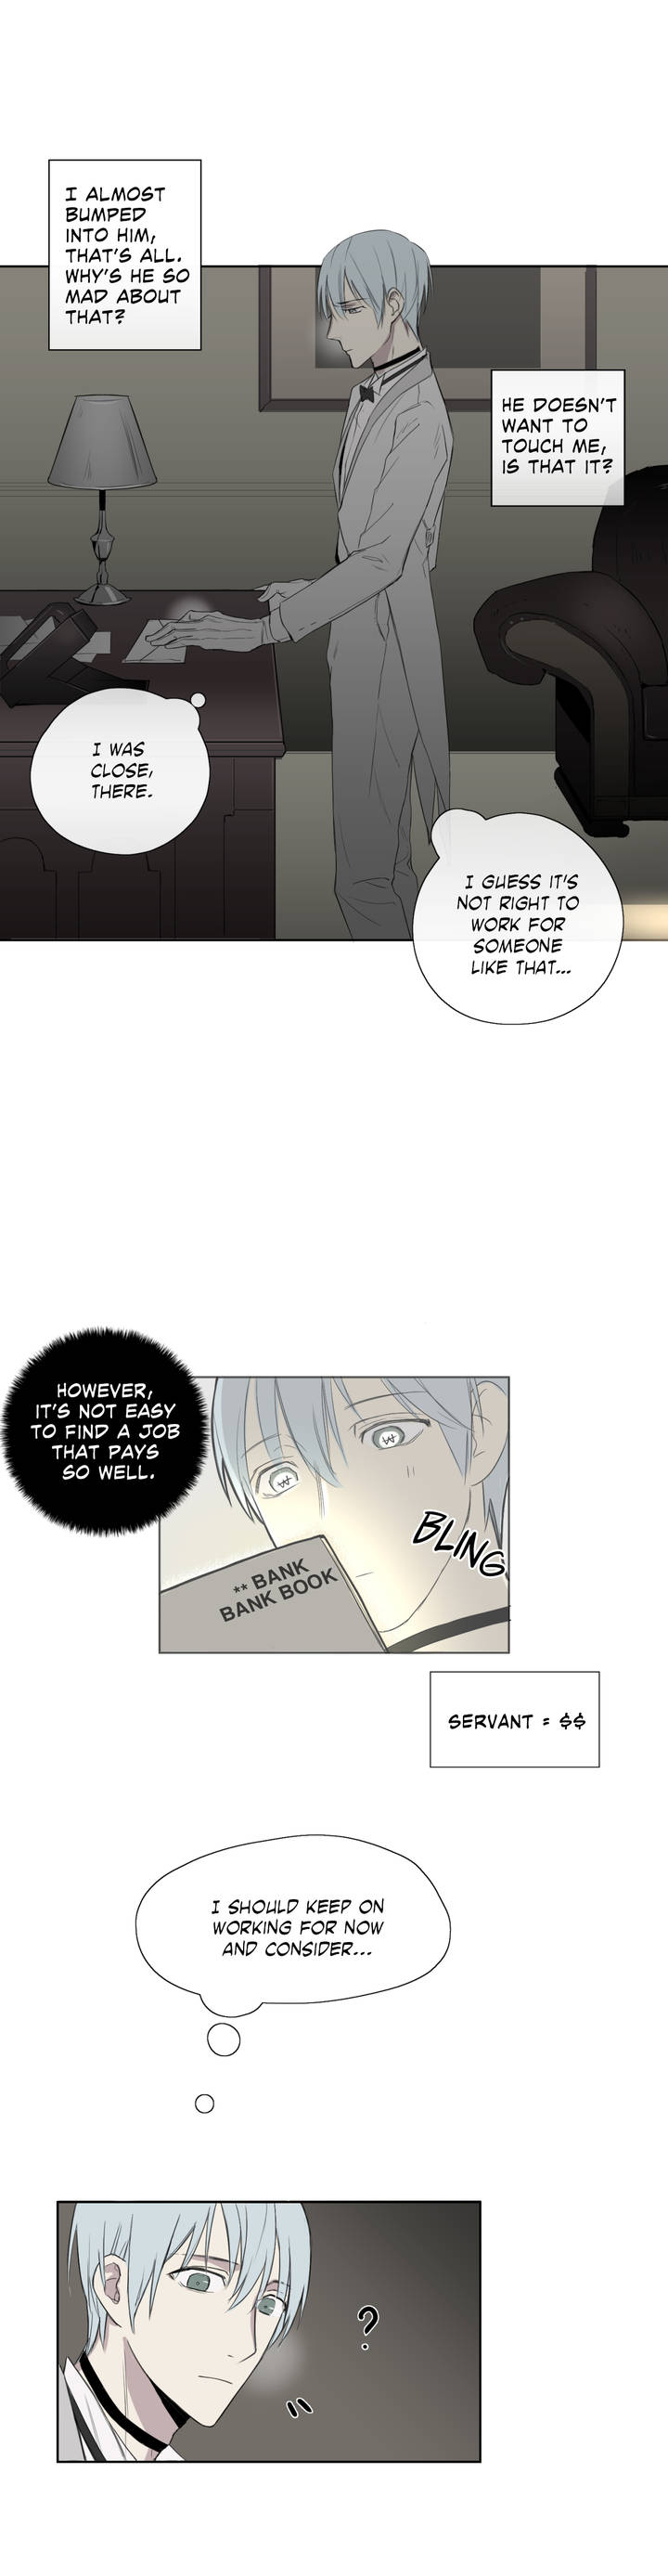 I ALMOST
BUMPED
INTO HIM,
THAT'S ALL.
WHY'S HE SO
MAD ABOUT
THAT?
HE DOESN'T
WANT TO
TOUCH ME,
IS THAT IT?
I WAS
CLOSE,
THERE.
I GUESS IT'S
NOT RIGHT TO
WORK FOR
SOMEONE
LIKE THAT...
HOWEVER,
IT'S NOT EASY
TO FIND A JOB
THAT PAYS
SO WELL.
₩ ₩
BLING
** BANK
BANK BOOK
SERVANT = $$
I SHOULD KEEP ON
WORKING FOR NOW
AND CONSIDER...
?